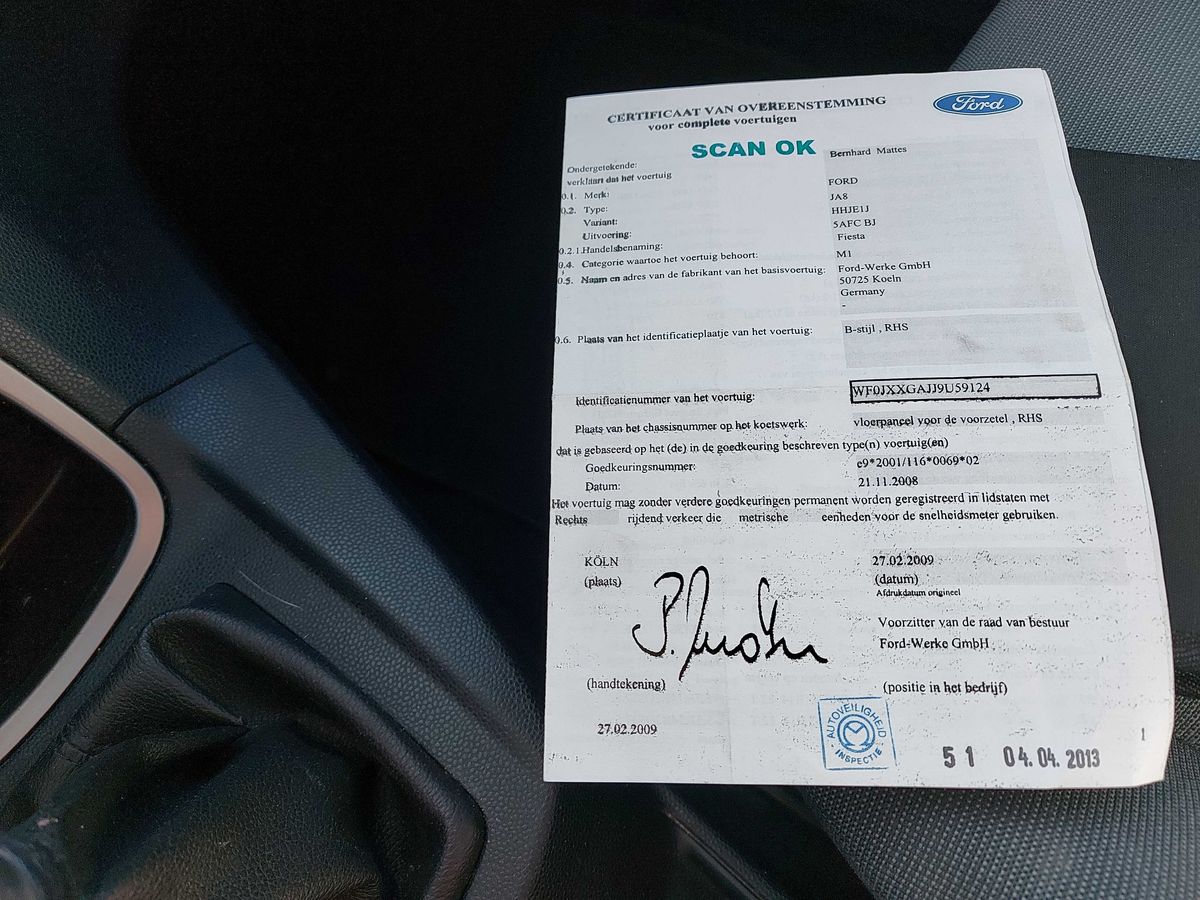 CERTIFICAAT VAN OVEREENSTEMMING
voor complete voertuigen
Ford
SCAN OK
Ondergetekende: Bernhard Mattes
verklaart dat het voertuig
0.1. Merk: FORD
0.2. Type: JA8
Variant: HHJE1J
Uitvoering: 5AFC BJ
0.2.1.Handelsbenaming: Fiesta
0.4. Categorie waartoe het voertuig behoort: M1
0.5. Naam en adres van de fabrikant van het basisvoertuig: Ford-Werke GmbH
50725 Koeln
Germany
-
0.6. Plaats van het identificatieplaatje van het voertuig: B-stijl , RHS
Identificatienummer van het voertuig: WF0JXXGAJJ9U59124
Plaats van het chassisnummer op het koetswerk: vloerpaneel voor de voorzetel , RHS
dat is gebaseerd op het (de) in de goedkeuring beschreven type(n) voertuig(en)
Goedkeuringsnummer: e9*2001/116*0069*02
Datum: 21.11.2008
Het voertuig mag zonder verdere goedkeuringen permanent worden geregistreerd in lidstaten met
Rechts rijdend verkeer die metrische eenheden voor de snelheidsmeter gebruiken.
KÖLN 27.02.2009
(plaats) (datum)
Afdrukdatum origineel
Voorzitter van de raad van bestuur
Ford-Werke GmbH
(handtekening) (positie in het bedrijf)
27.02.2009
AUTOVEILIGHEID
INSPECTIE
51 04.04.2013
1